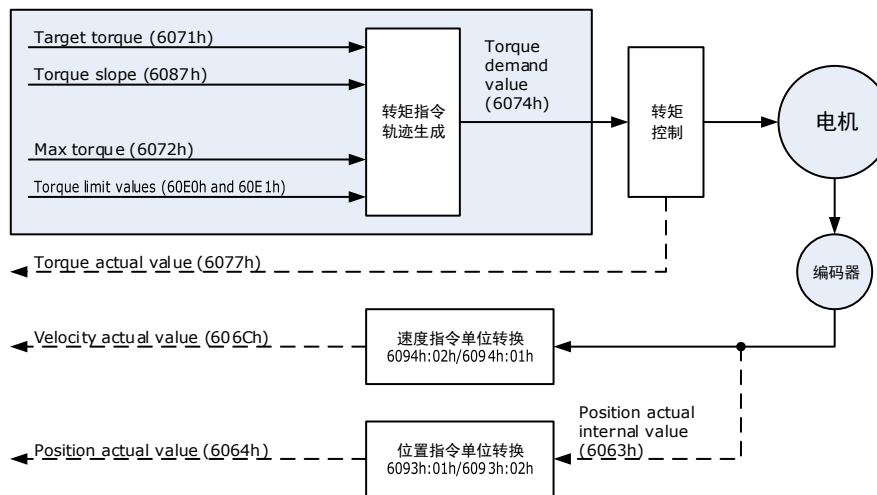 Target torque (6071h)
Torque slope (6087h)
Max torque (6072h)
Torque limit values (60E0h and 60E1h)
转矩指令
轨迹生成
Torque
demand
value
(6074h)
转矩
控制
电机
编码器
Torque actual value (6077h)
Velocity actual value (606Ch)
速度指令单位转换
6094h:02h/6094h:01h
Position actual value (6064h)
位置指令单位转换
6093h:01h/6093h:02h
Position actual
internal value
(6063h)